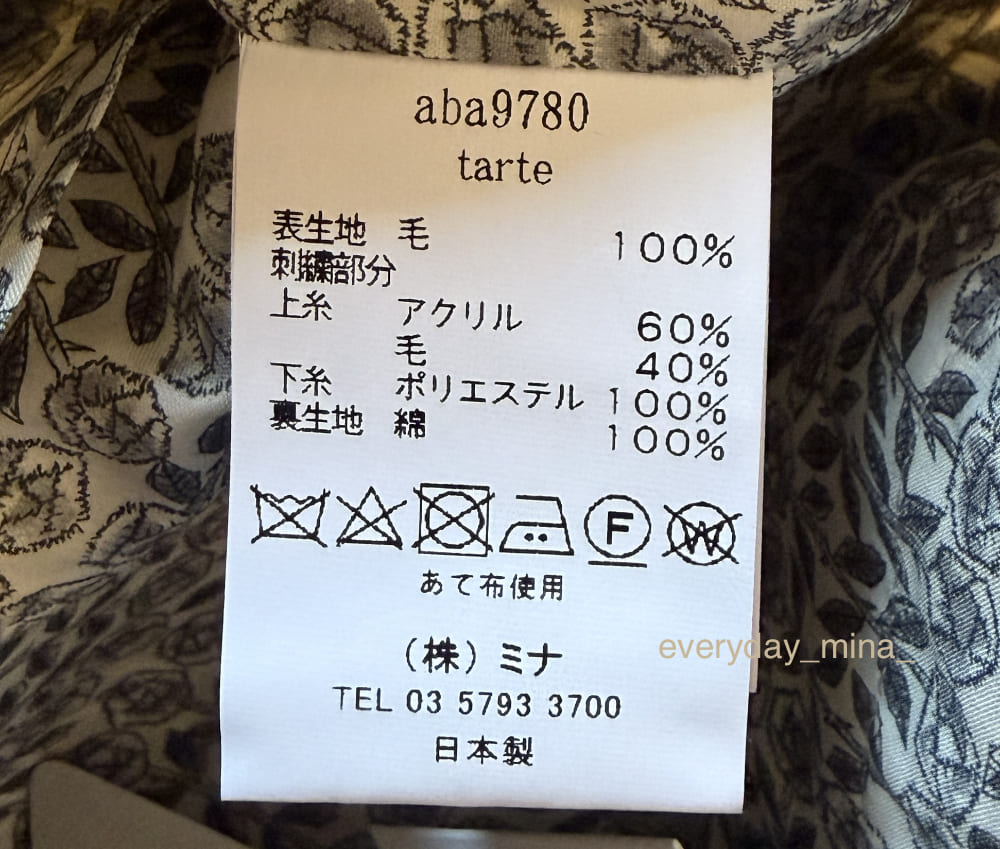 aba9780
tarte
表生地 毛 100%
刺繍部分
上糸 アクリル 60%
毛 40%
下糸 ポリエステル 100%
裏生地 綿 100%
F W
あて布使用
(株)ミナ
TEL 03 5793 3700
日本製
everyday_mina_